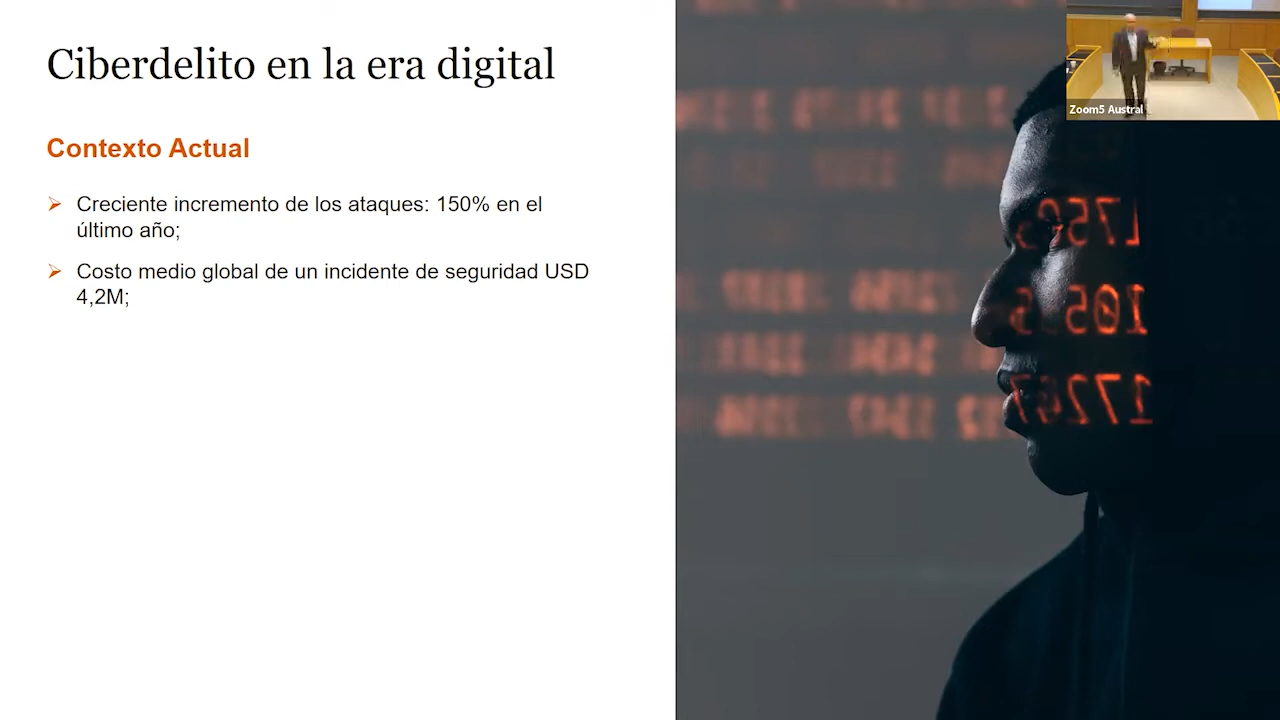 Ciberdelito en la era digital
Contexto Actual
Creciente incremento de los ataques: 150% en el
último año;
Costo medio global de un incidente de seguridad USD
4,2M;
Zoom5 Austral